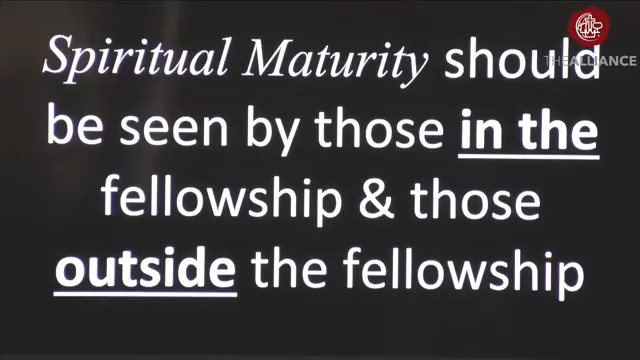 THEALLIANCE
Spiritual Maturity should
be seen by those in the
fellowship & those
outside the fellowship